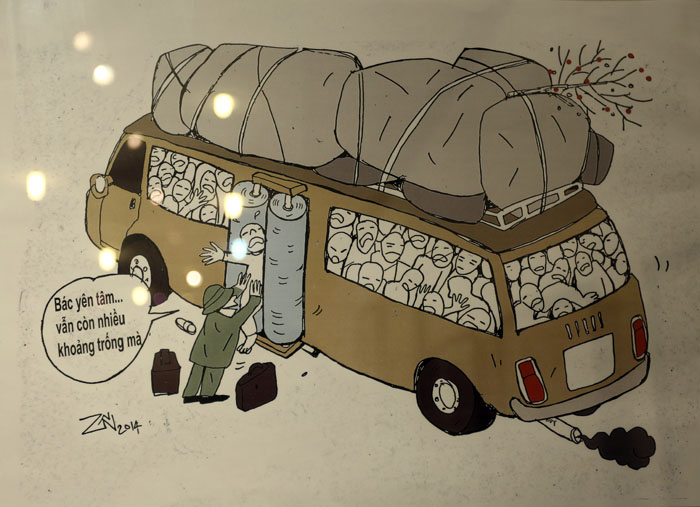 Bác yên tâm...
vẫn còn nhiều
khoảng trống mà
ZN 2014